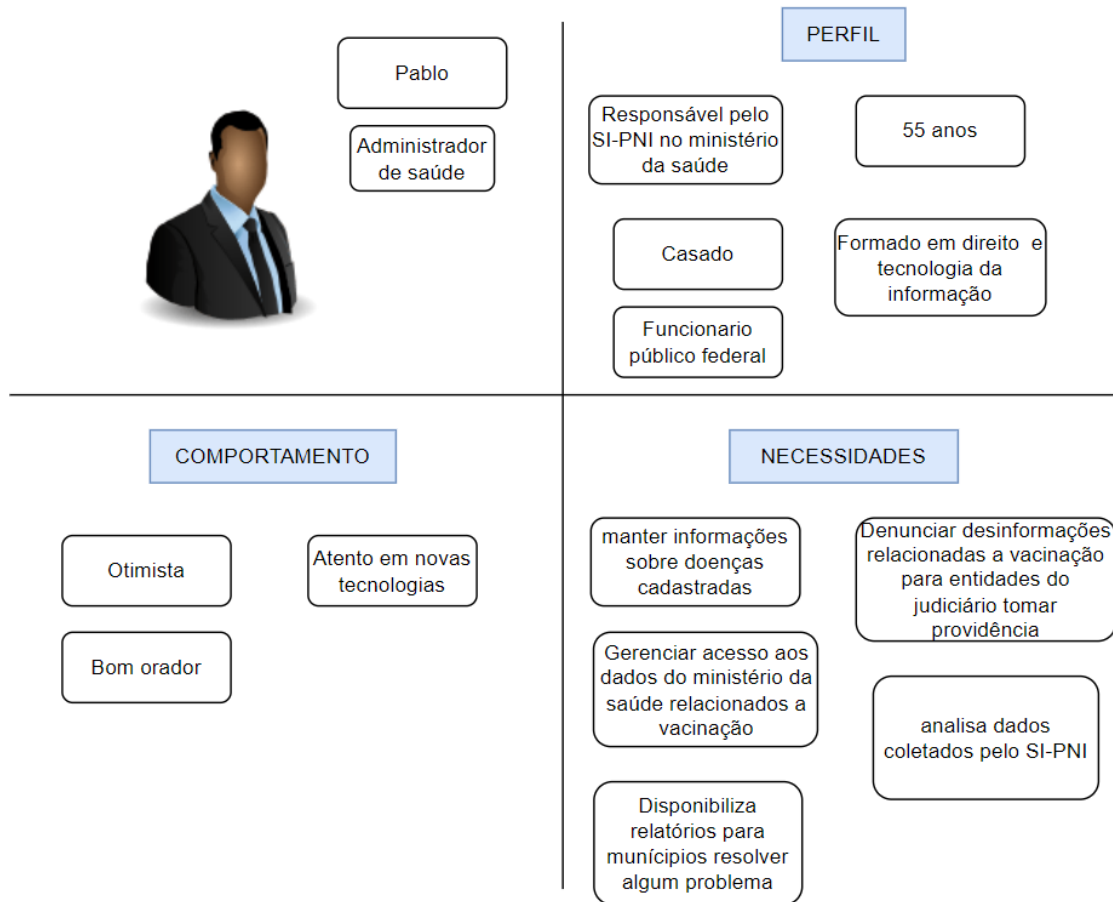 Pablo
Administrador
de saúde
PERFIL
Responsável pelo
SI-PNI no ministério
da saúde
55 anos
Casado
Formado em direito e
tecnologia da
informação
Funcionario
público federal
COMPORTAMENTO
Otimista
Atento em novas
tecnologias
Bom orador
NECESSIDADES
manter informações
sobre doenças
cadastradas
Denunciar desinformações
relacionadas a vacinação
para entidades do
judiciário tomar
providência
Gerenciar acesso aos
dados do ministério da
saúde relacionados a
vacinação
analisa dados
coletados pelo SI-PNI
Disponibiliza
relatórios para
munícipios resolver
algum problema